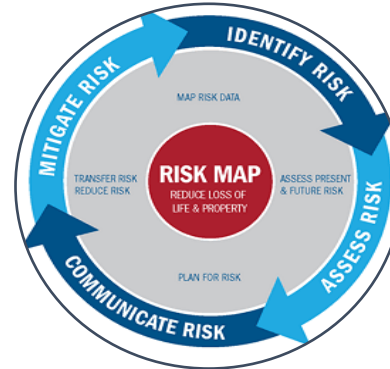 IDENTIFY RISK
ASSESS RISK
COMMUNICATE RISK
MITIGATE RISK
MAP RISK DATA
ASSESS PRESENT
& FUTURE RISK
PLAN FOR RISK
TRANSFER RISK
REDUCE RISK
RISK MAP
REDUCE LOSS OF
LIFE & PROPERTY